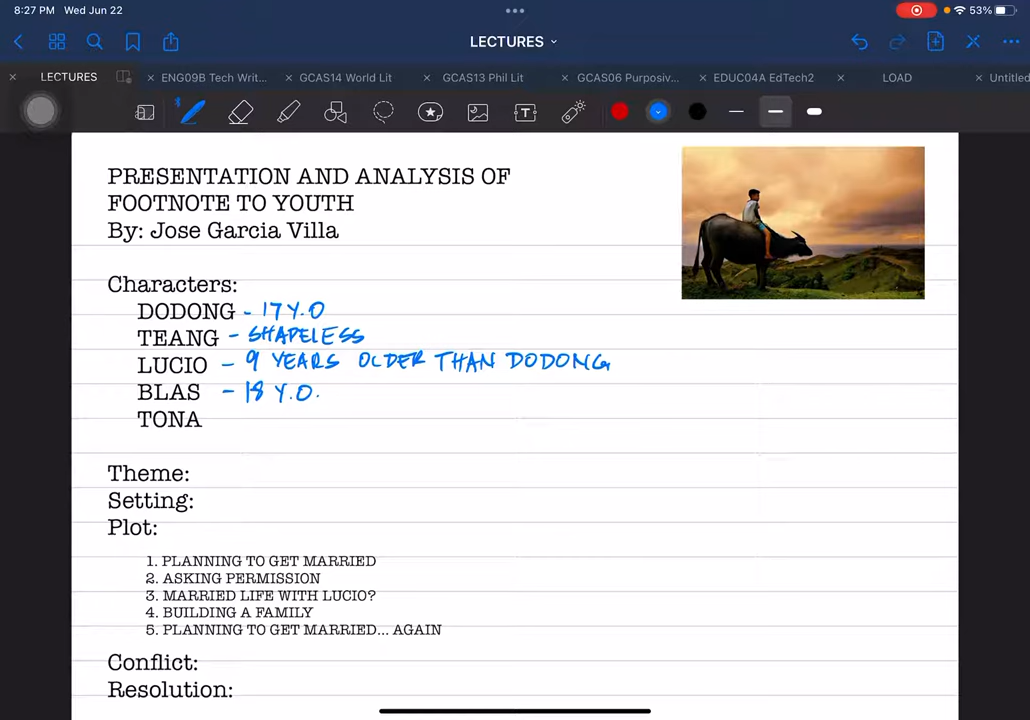 8:27 PM Wed Jun 22
53%
LECTURES
LECTURES
ENG09B Tech Writ...
GCAS14 World Lit
GCAS13 Phil Lit
GCAS06 Purposiv...
EDUC04A EdTech2
LOAD
Untitled
PRESENTATION AND ANALYSIS OF
FOOTNOTE TO YOUTH
By: Jose Garcia Villa
Characters:
DODONG - 17 Y.O
TEANG - SHAPELESS
LUCIO - 9 YEARS OLDER THAN DODONG
BLAS - 18 Y.O.
TONA
Theme:
Setting:
Plot:
1. PLANNING TO GET MARRIED
2. ASKING PERMISSION
3. MARRIED LIFE WITH LUCIO?
4. BUILDING A FAMILY
5. PLANNING TO GET MARRIED... AGAIN
Conflict:
Resolution: